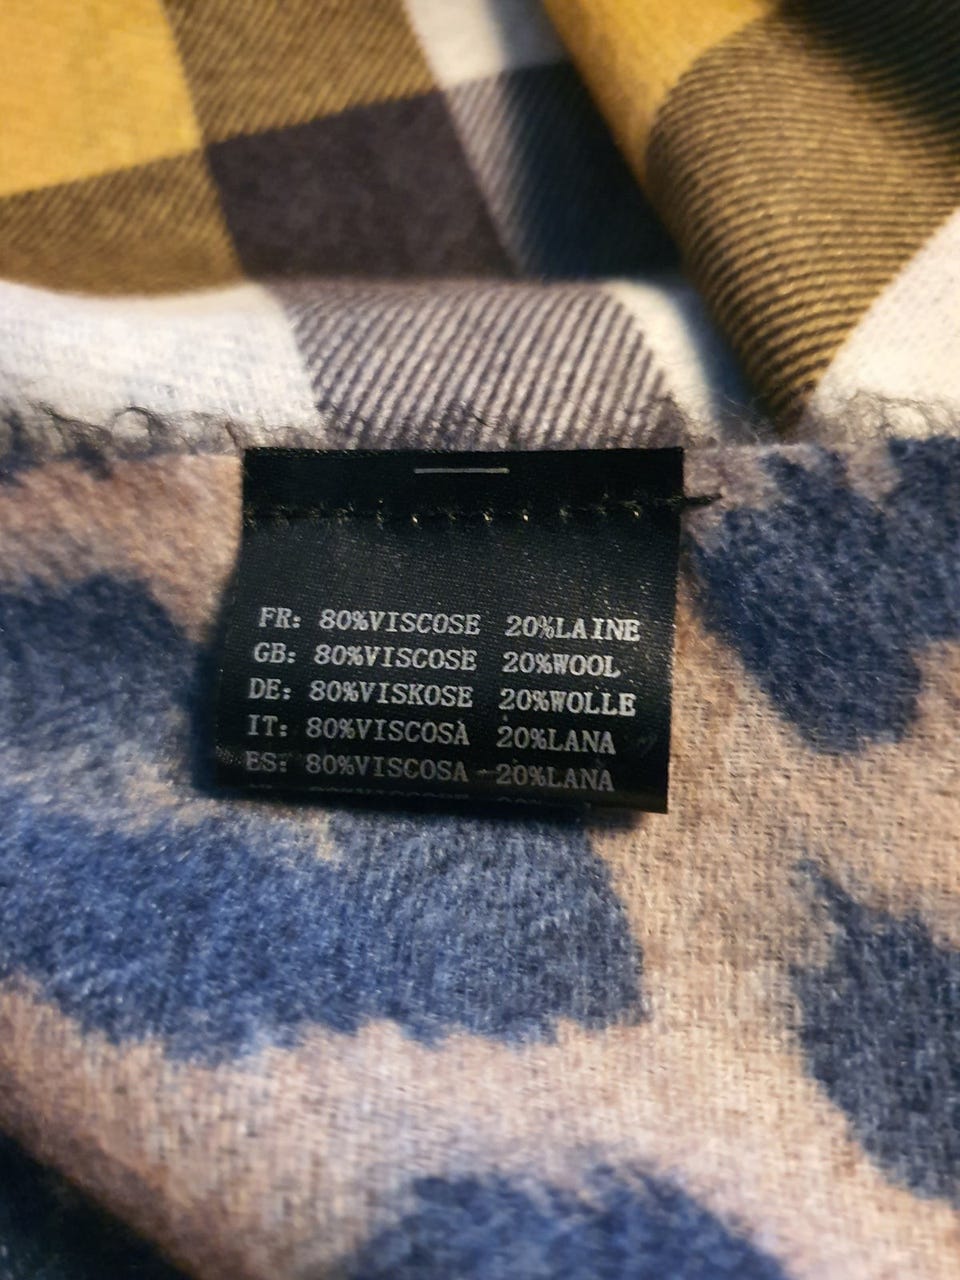 FR: 80%VISCOSE 20%LAINE
GB: 80%VISCOSE 20%WOOL
DE: 80%VISKOSE 20%WOLLE
IT: 80%VISCOSA 20%LANA
ES: 80%VISCOSA 20%LANA